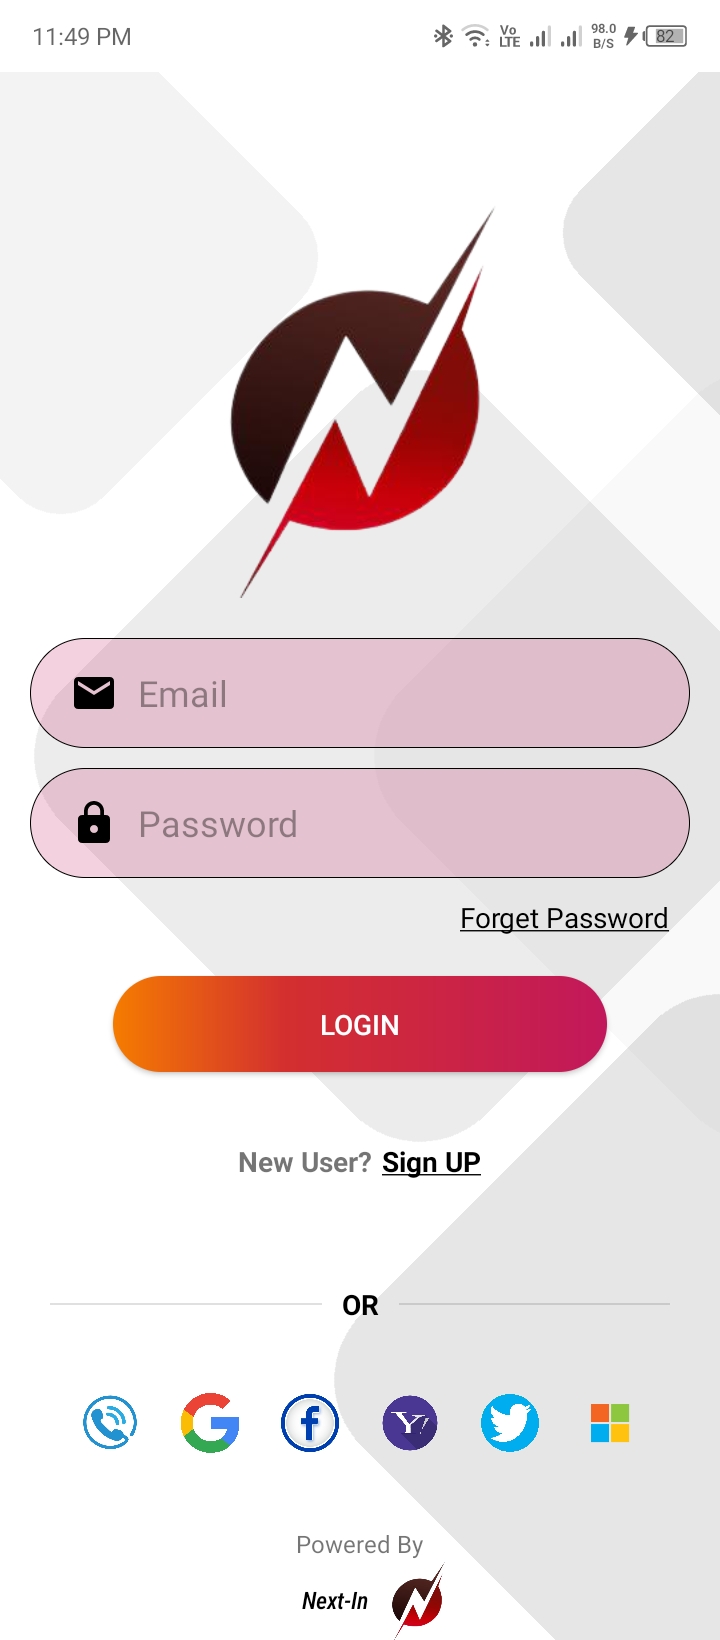 11:49 PM
Vo LTE
98.0 B/S
82
Email
Password
Forget Password
LOGIN
New User? Sign UP
OR
Powered By
Next-In